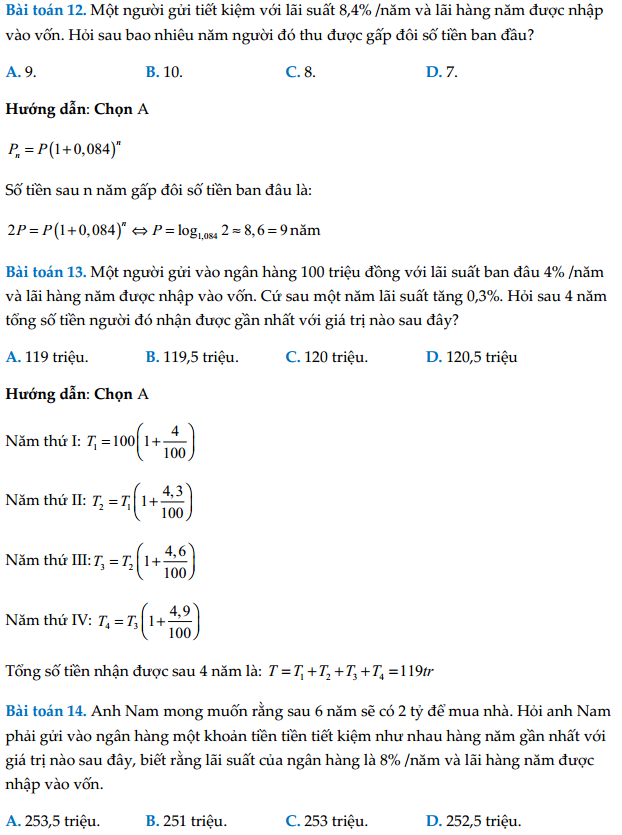 Bài toán 12. Một người gửi tiết kiệm với lãi suất 8,4% /năm và lãi hàng năm được nhập
vào vốn. Hỏi sau bao nhiêu năm người đó thu được gấp đôi số tiền ban đầu?
A. 9. B. 10. C. 8. D. 7.
Hướng dẫn: Chọn A
Pₙ = P(1+0,084)ⁿ
Số tiền sau n năm gấp đôi số tiền ban đầu là:
2P = P(1+0,084)ⁿ ⇔ P = log₁,₀₈₄ 2 ≈ 8,6 = 9 năm
Bài toán 13. Một người gửi vào ngân hàng 100 triệu đồng với lãi suất ban đâu 4% /năm
và lãi hàng năm được nhập vào vốn. Cứ sau một năm lãi suất tăng 0,3%. Hỏi sau 4 năm
tổng số tiền người đó nhận được gần nhất với giá trị nào sau đây?
A. 119 triệu. B. 119,5 triệu. C. 120 triệu. D. 120,5 triệu
Hướng dẫn: Chọn A
Năm thứ I: T₁ = 100(1+4/100)
Năm thứ II: T₂ = T₁(1+4,3/100)
Năm thứ III: T₃ = T₂(1+4,6/100)
Năm thứ IV: T₄ = T₃(1+4,9/100)
Tổng số tiền nhận được sau 4 năm là: T = T₁ + T₂ + T₃ + T₄ = 119tr
Bài toán 14. Anh Nam mong muốn rằng sau 6 năm sẽ có 2 tỷ để mua nhà. Hỏi anh Nam
phải gửi vào ngân hàng một khoản tiền tiền tiết kiệm như nhau hàng năm gần nhất với
giá trị nào sau đây, biết rằng lãi suất của ngân hàng là 8% /năm và lãi hàng năm được
nhập vào vốn.
A. 253,5 triệu. B. 251 triệu. C. 253 triệu. D. 252,5 triệu.